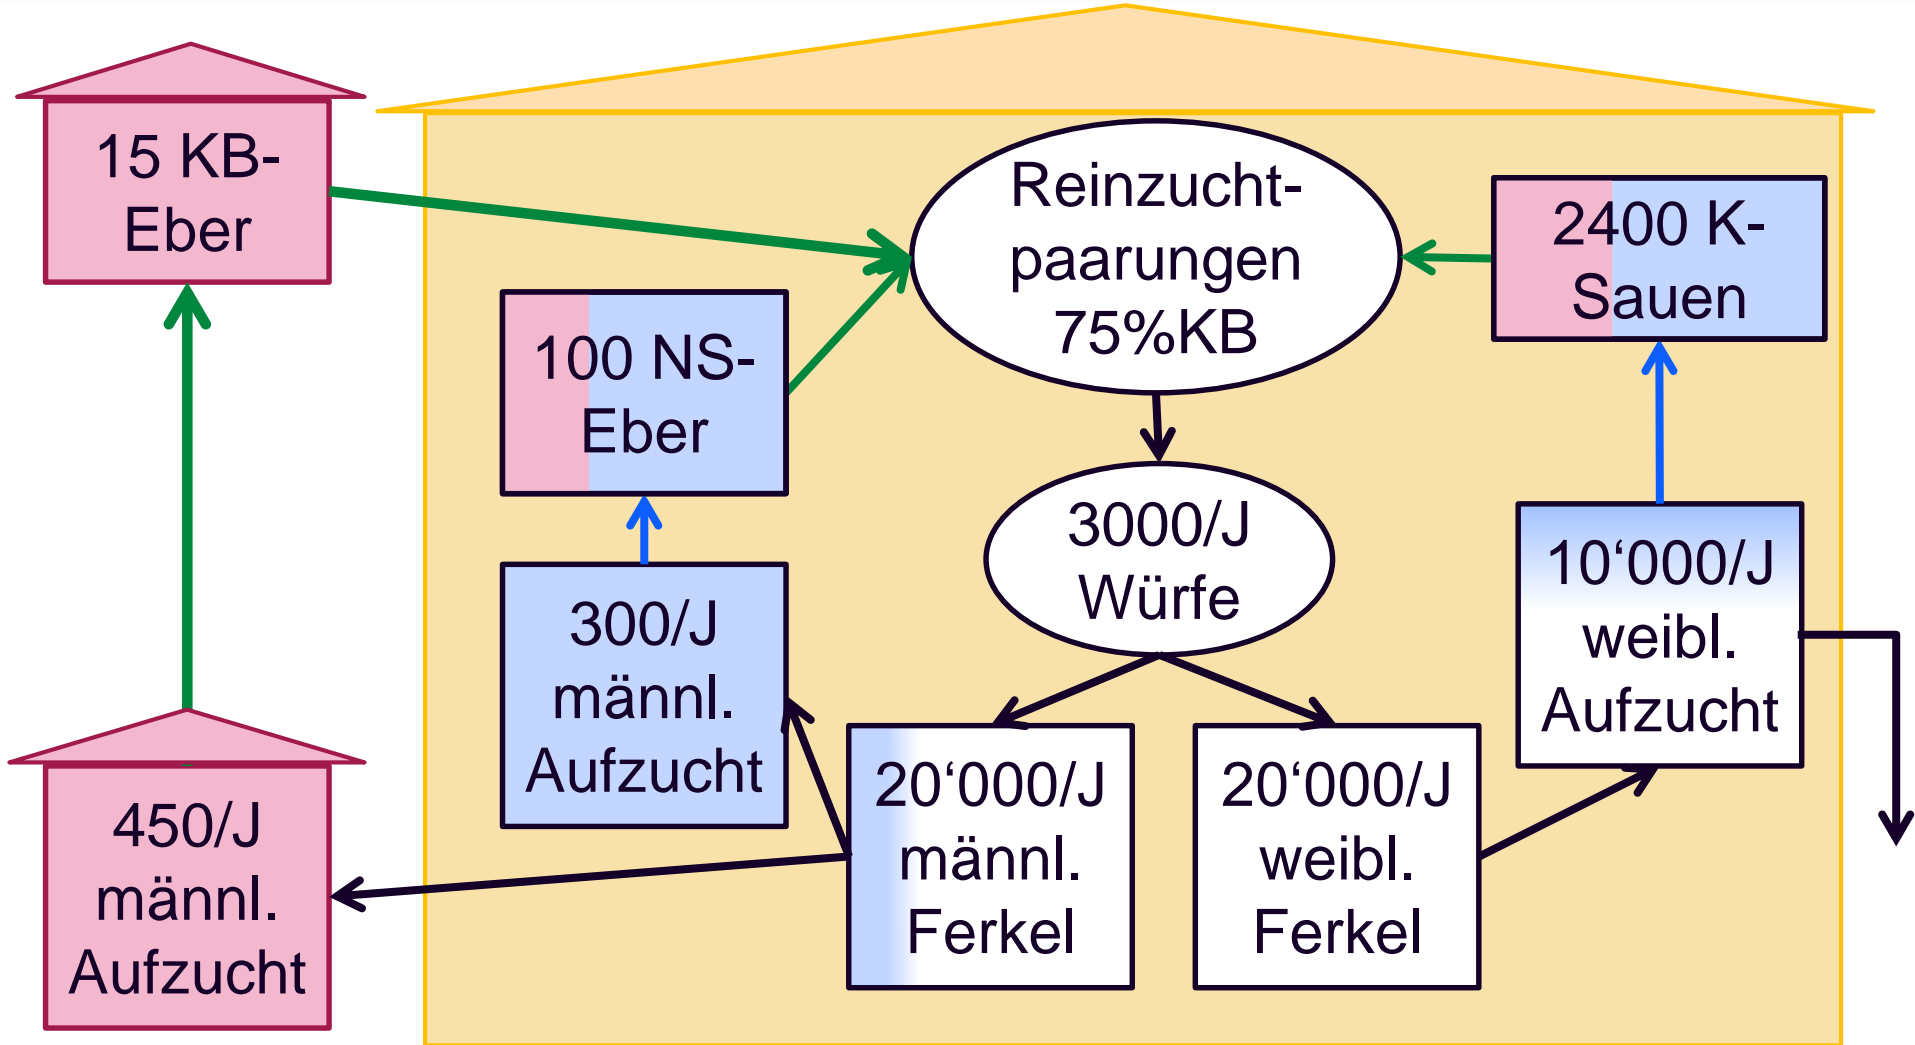 15 KB-
Eber
Reinzucht-
paarungen
75%KB
2400 K-
Sauen
100 NS-
Eber
3000/J
Würfe
10‘000/J
weibl.
Aufzucht
300/J
männl.
Aufzucht
20‘000/J
männl.
Ferkel
20‘000/J
weibl.
Ferkel
450/J
männl.
Aufzucht